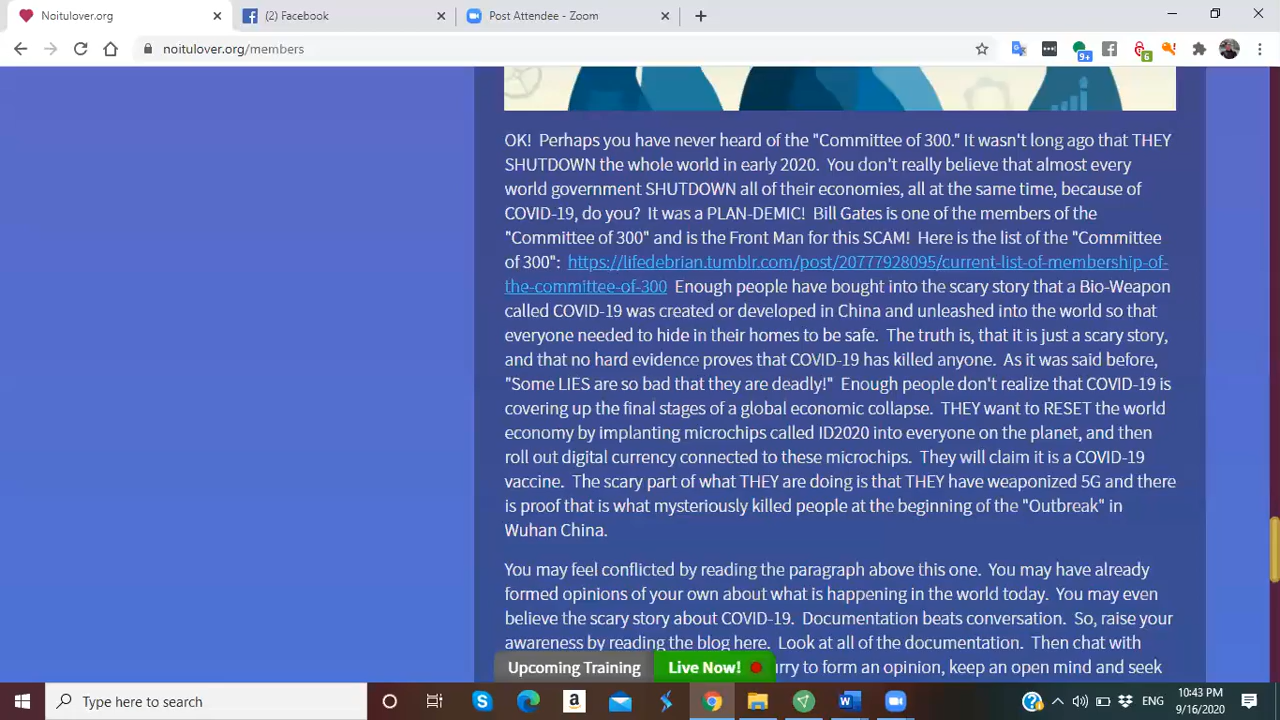 Noitulover.org
(2) Facebook
Post Attendee - Zoom
noitulover.org/members
9+
6
OK!  Perhaps you have never heard of the "Committee of 300." It wasn't long ago that THEY
SHUTDOWN the whole world in early 2020.  You don't really believe that almost every
world government SHUTDOWN all of their economies, all at the same time, because of
COVID-19, do you?  It was a PLAN-DEMIC!  Bill Gates is one of the members of the
"Committee of 300" and is the Front Man for this SCAM!  Here is the list of the "Committee
of 300":  https://lifedebrian.tumblr.com/post/20777928095/current-list-of-membership-of-
the-committee-of-300  Enough people have bought into the scary story that a Bio-Weapon
called COVID-19 was created or developed in China and unleashed into the world so that
everyone needed to hide in their homes to be safe.  The truth is, that it is just a scary story,
and that no hard evidence proves that COVID-19 has killed anyone.  As it was said before,
"Some LIES are so bad that they are deadly!"  Enough people don't realize that COVID-19 is
covering up the final stages of a global economic collapse.  THEY want to RESET the world
economy by implanting microchips called ID2020 into everyone on the planet, and then
roll out digital currency connected to these microchips.  They will claim it is a COVID-19
vaccine.  The scary part of what THEY are doing is that THEY have weaponized 5G and there
is proof that is what mysteriously killed people at the beginning of the "Outbreak" in
Wuhan China.
You may feel conflicted by reading the paragraph above this one.  You may have already
formed opinions of your own about what is happening in the world today.  You may even
believe the scary story about COVID-19.  Documentation beats conversation.  So, raise your
awareness by reading the blog here.  Look at all of the documentation.  Then chat with
urry to form an opinion, keep an open mind and seek
Upcoming Training
Live Now!
Type here to search
ENG
10:43 PM
9/16/2020